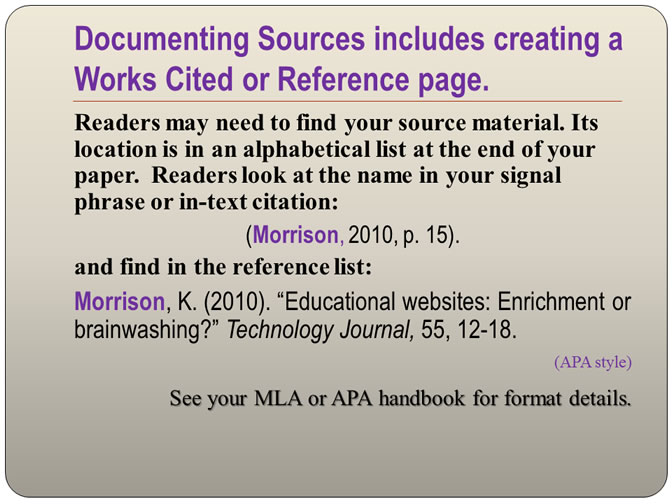 Documenting Sources includes creating a
Works Cited or Reference page.
Readers may need to find your source material. Its
location is in an alphabetical list at the end of your
paper. Readers look at the name in your signal
phrase or in-text citation:
(Morrison, 2010, p. 15).
and find in the reference list:
Morrison, K. (2010). “Educational websites: Enrichment or
brainwashing?” Technology Journal, 55, 12-18.
(APA style)
See your MLA or APA handbook for format details.